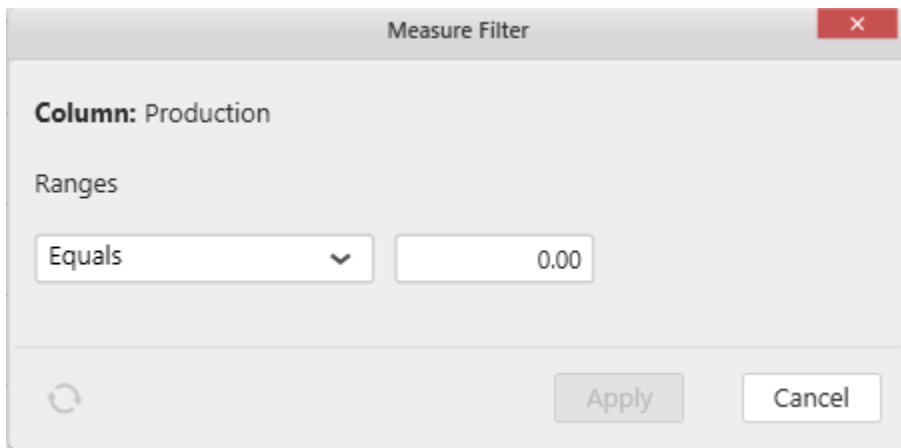 Measure Filter
Column: Production
Ranges
Equals 0.00
Apply Cancel